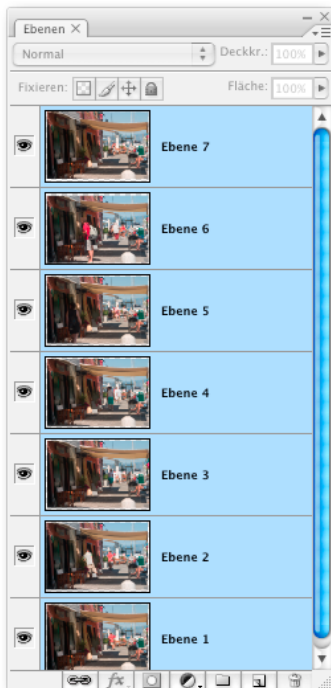 Ebenen ×
Normal Deckkr.: 100%
Fixieren: Fläche: 100%
Ebene 7
Ebene 6
Ebene 5
Ebene 4
Ebene 3
Ebene 2
Ebene 1
fx.